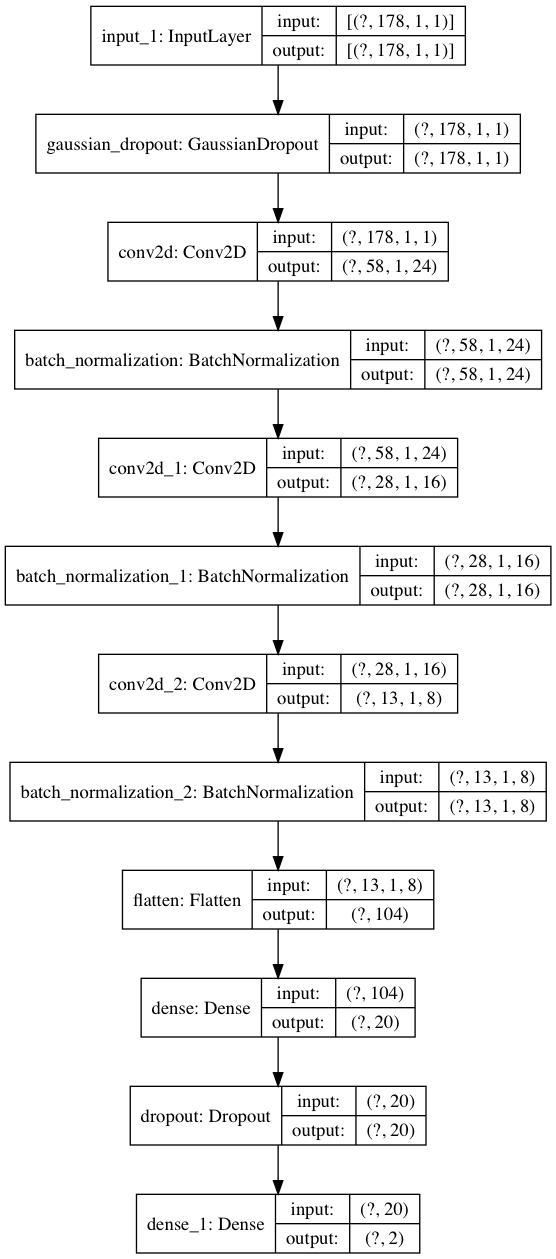 input_1: InputLayer
input:
[(?, 178, 1, 1)]
output:
[(?, 178, 1, 1)]
gaussian_dropout: GaussianDropout
input:
(?, 178, 1, 1)
output:
(?, 178, 1, 1)
conv2d: Conv2D
input:
(?, 178, 1, 1)
output:
(?, 58, 1, 24)
batch_normalization: BatchNormalization
input:
(?, 58, 1, 24)
output:
(?, 58, 1, 24)
conv2d_1: Conv2D
input:
(?, 58, 1, 24)
output:
(?, 28, 1, 16)
batch_normalization_1: BatchNormalization
input:
(?, 28, 1, 16)
output:
(?, 28, 1, 16)
conv2d_2: Conv2D
input:
(?, 28, 1, 16)
output:
(?, 13, 1, 8)
batch_normalization_2: BatchNormalization
input:
(?, 13, 1, 8)
output:
(?, 13, 1, 8)
flatten: Flatten
input:
(?, 13, 1, 8)
output:
(?, 104)
dense: Dense
input:
(?, 104)
output:
(?, 20)
dropout: Dropout
input:
(?, 20)
output:
(?, 20)
dense_1: Dense
input:
(?, 20)
output:
(?, 2)